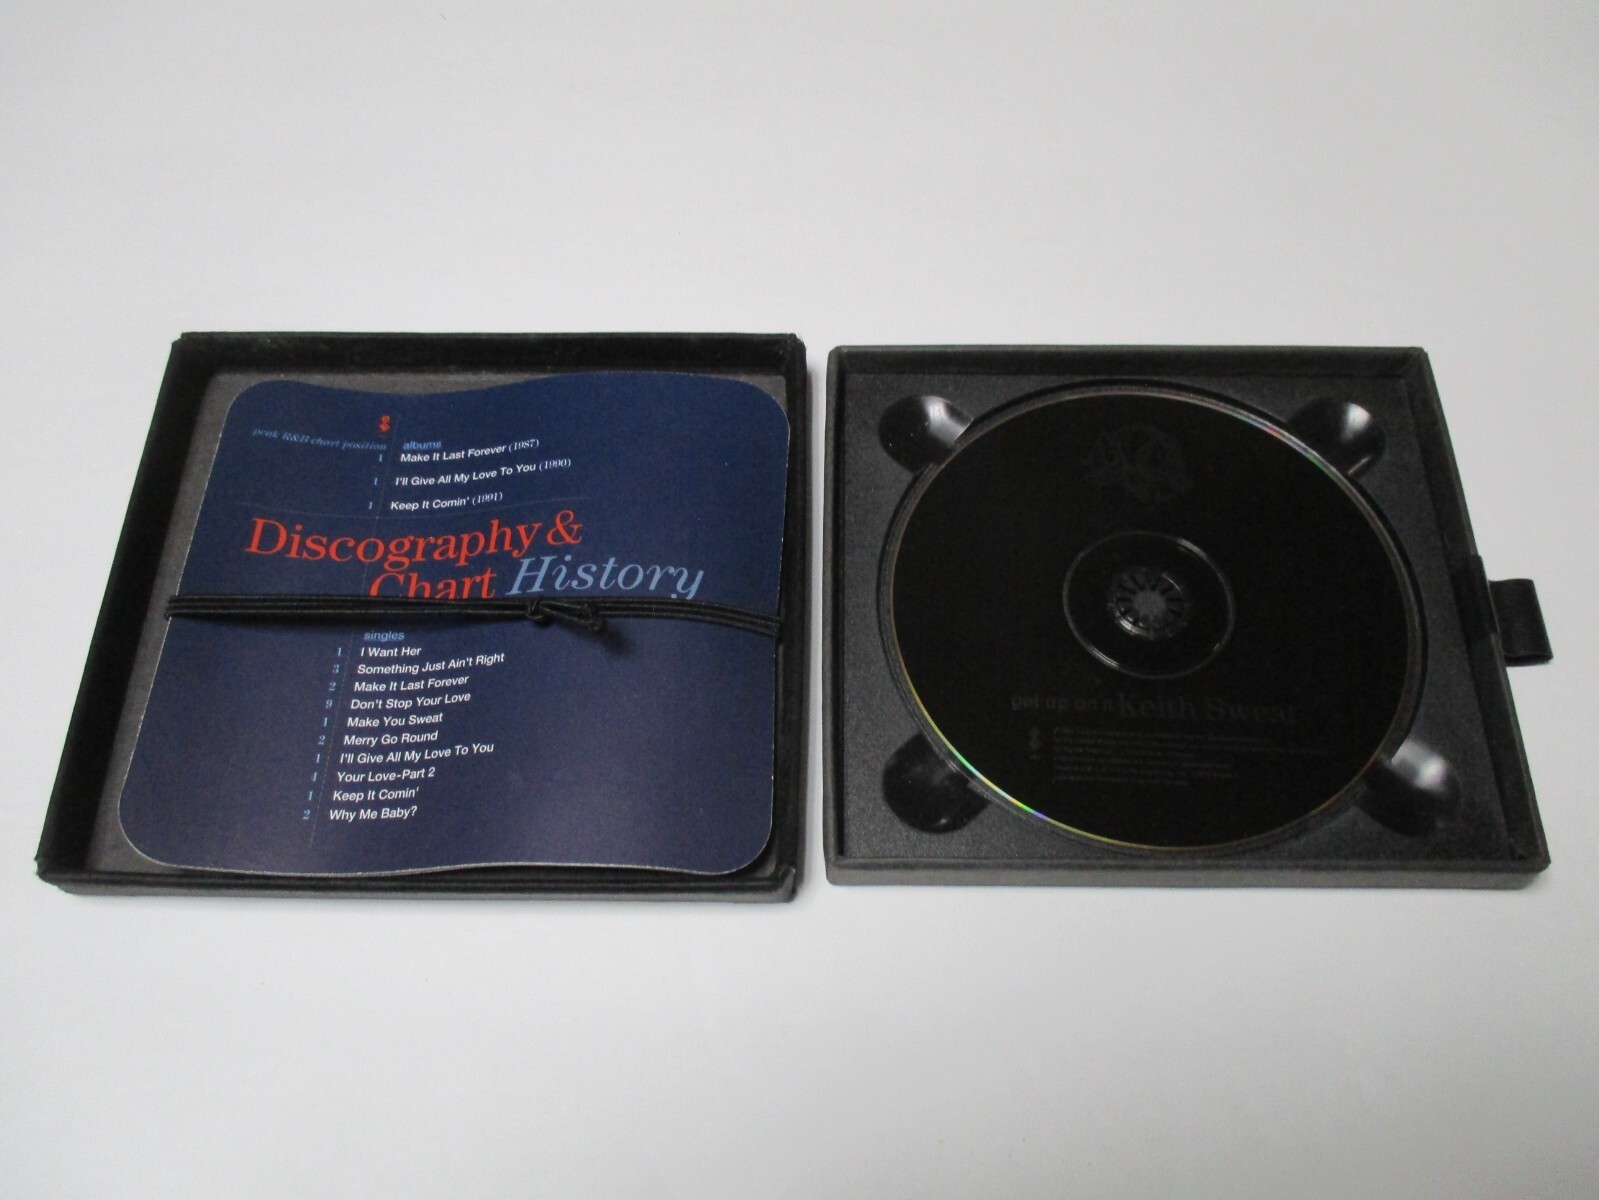 peak R&B chart position
albums
1 Make It Last Forever (1987)
1 I'll Give All My Love To You (1990)
1 Keep It Comin' (1991)
Discography &
Chart History
singles
1 I Want Her
3 Something Just Ain't Right
2 Make It Last Forever
9 Don't Stop Your Love
1 Make You Sweat
2 Merry Go Round
1 I'll Give All My Love To You
4 Your Love-Part 2
1 Keep It Comin'
2 Why Me Baby?
get up on it Keith Sweat